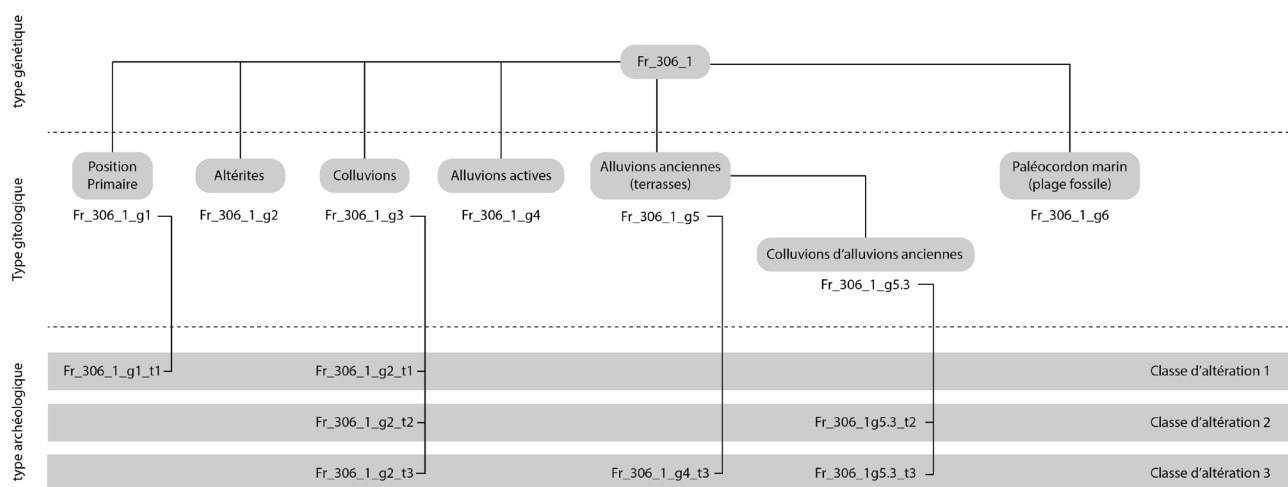 type génétique
Fr_306_1
Type gîtologique
Position
Primaire
Altérites
Colluvions
Alluvions actives
Alluvions anciennes
(terrasses)
Paléocordon marin
(plage fossile)
Fr_306_1_g1
Fr_306_1_g2
Fr_306_1_g3
Fr_306_1_g4
Fr_306_1_g5
Fr_306_1_g6
Colluvions d’alluvions anciennes
Fr_306_1_g5.3
type archéologique
Fr_306_1_g1_t1
Fr_306_1_g2_t1
Classe d’altération 1
Fr_306_1_g2_t2
Fr_306_1g5.3_t2
Classe d’altération 2
Fr_306_1_g2_t3
Fr_306_1_g4_t3
Fr_306_1g5.3_t3
Classe d’altération 3